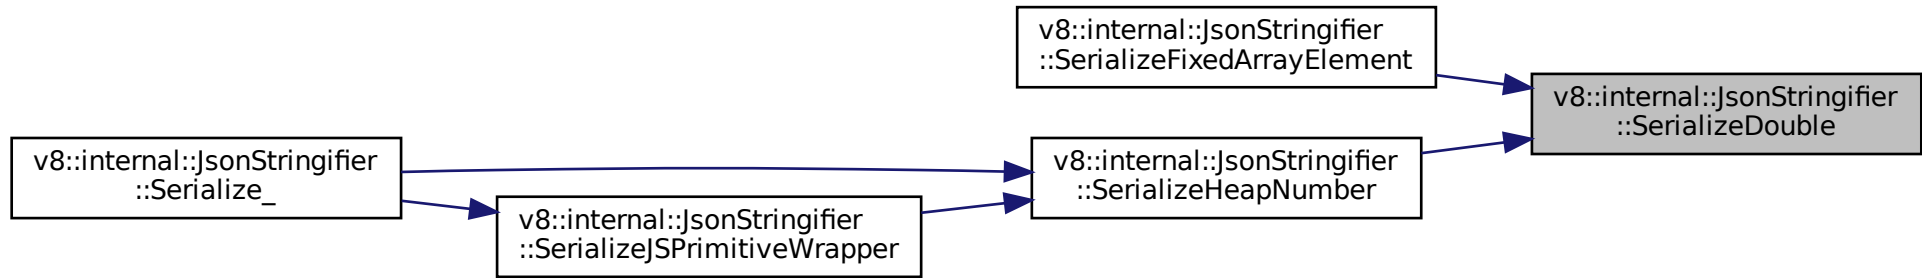 v8::internal::JsonStringifier
::SerializeFixedArrayElement
v8::internal::JsonStringifier
::SerializeDouble
v8::internal::JsonStringifier
::Serialize_
v8::internal::JsonStringifier
::SerializeHeapNumber
v8::internal::JsonStringifier
::SerializeJSPrimitiveWrapper